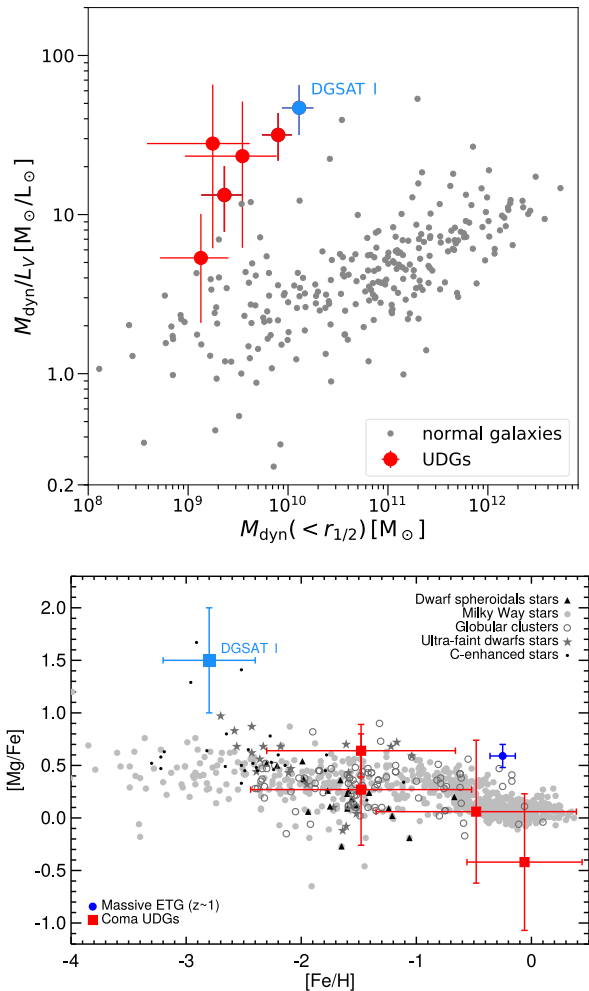 100
10
1.0
0.2
M_dyn/L_V [M_⊙/L_⊙]
DGSAT I
normal galaxies
UDGs
10^8 10^9 10^10 10^11 10^12
M_dyn(< r_1/2) [M_⊙]
2.0
1.5
1.0
0.5
0.0
-0.5
-1.0
[Mg/Fe]
Dwarf spheroidals stars
Milky Way stars
Globular clusters
Ultra-faint dwarfs stars
C-enhanced stars
DGSAT I
Massive ETG (z~1)
Coma UDGs
-4 -3 -2 -1 0
[Fe/H]